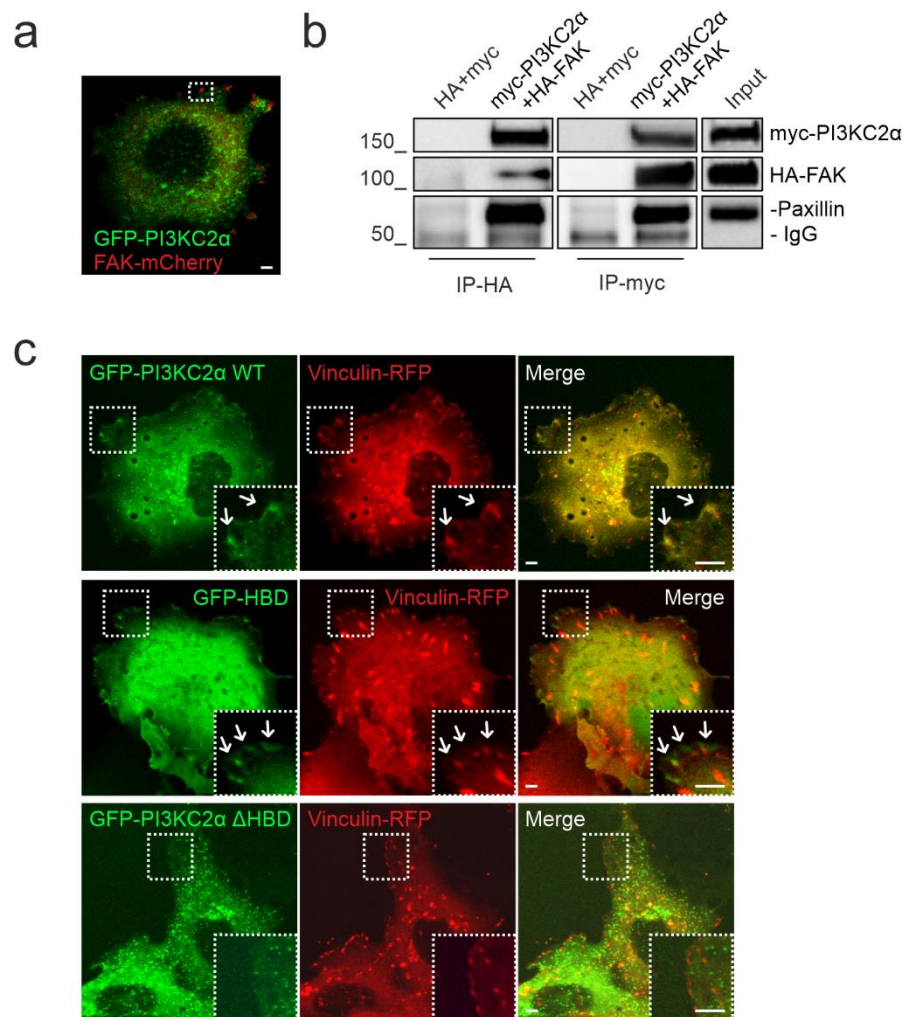 a
GFP-PI3KC2α
FAK-mCherry
b
HA+myc
myc-PI3KC2α
+HA-FAK
HA+myc
myc-PI3KC2α
+HA-FAK
Input
150_
myc-PI3KC2α
100_
HA-FAK
-Paxillin
50_
- IgG
IP-HA
IP-myc
c
GFP-PI3KC2α WT
Vinculin-RFP
Merge
GFP-HBD
Vinculin-RFP
Merge
GFP-PI3KC2α ΔHBD
Vinculin-RFP
Merge